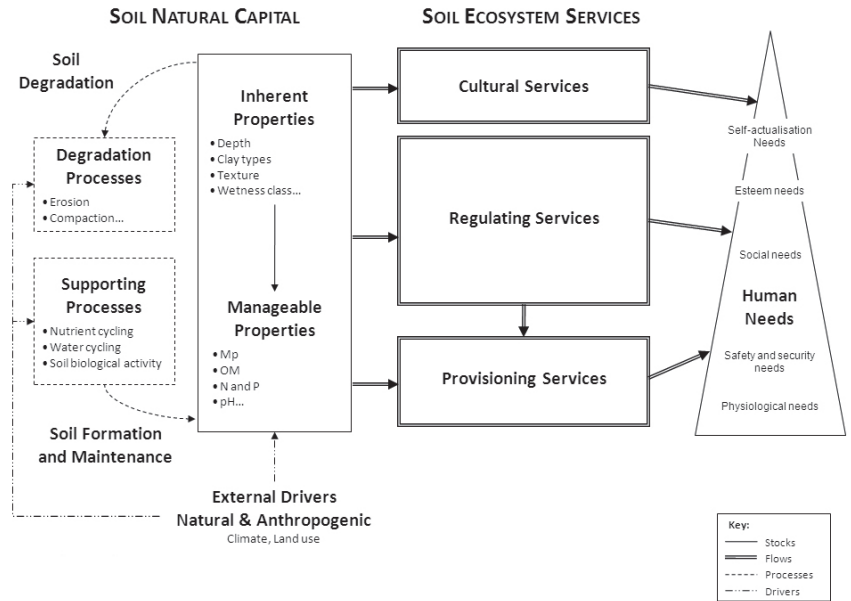 SOIL NATURAL CAPITAL
SOIL ECOSYSTEM SERVICES
Soil
Degradation
Degradation
Processes
• Erosion
• Compaction…
Supporting
Processes
• Nutrient cycling
• Water cycling
• Soil biological activity
Soil Formation
and Maintenance
Inherent
Properties
• Depth
• Clay types
• Texture
• Wetness class…
Manageable
Properties
• Mp
• OM
• N and P
• pH…
External Drivers
Natural & Anthropogenic
Climate, Land use
Cultural Services
Regulating Services
Provisioning Services
Self-actualisation
Needs
Esteem needs
Social needs
Human
Needs
Safety and security
needs
Physiological needs
Key:
Stocks
Flows
Processes
Drivers